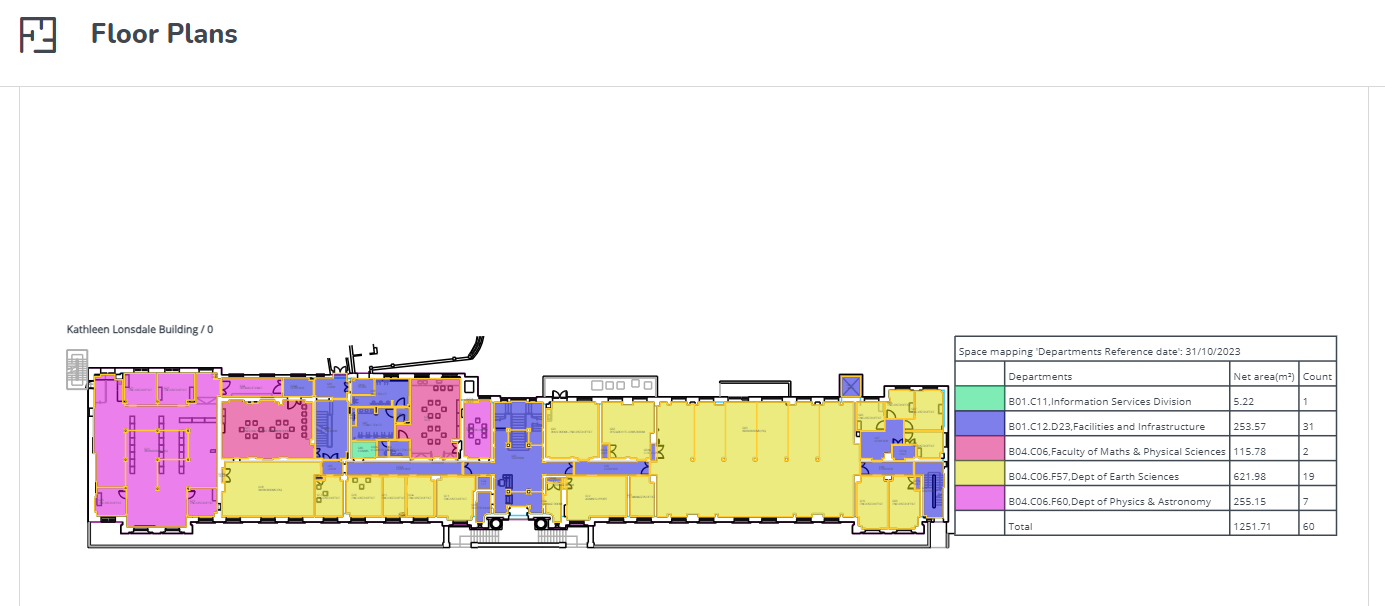 Floor Plans
Kathleen Lonsdale Building / 0
Space mapping 'Departments Reference date': 31/10/2023
Departments Net area(m²) Count
B01.C11,Information Services Division 5.22 1
B01.C12.D23,Facilities and Infrastructure 253.57 31
B04.C06,Faculty of Maths & Physical Sciences 115.78 2
B04.C06.F57,Dept of Earth Sciences 621.98 19
B04.C06.F60,Dept of Physics & Astronomy 255.15 7
Total 1251.71 60